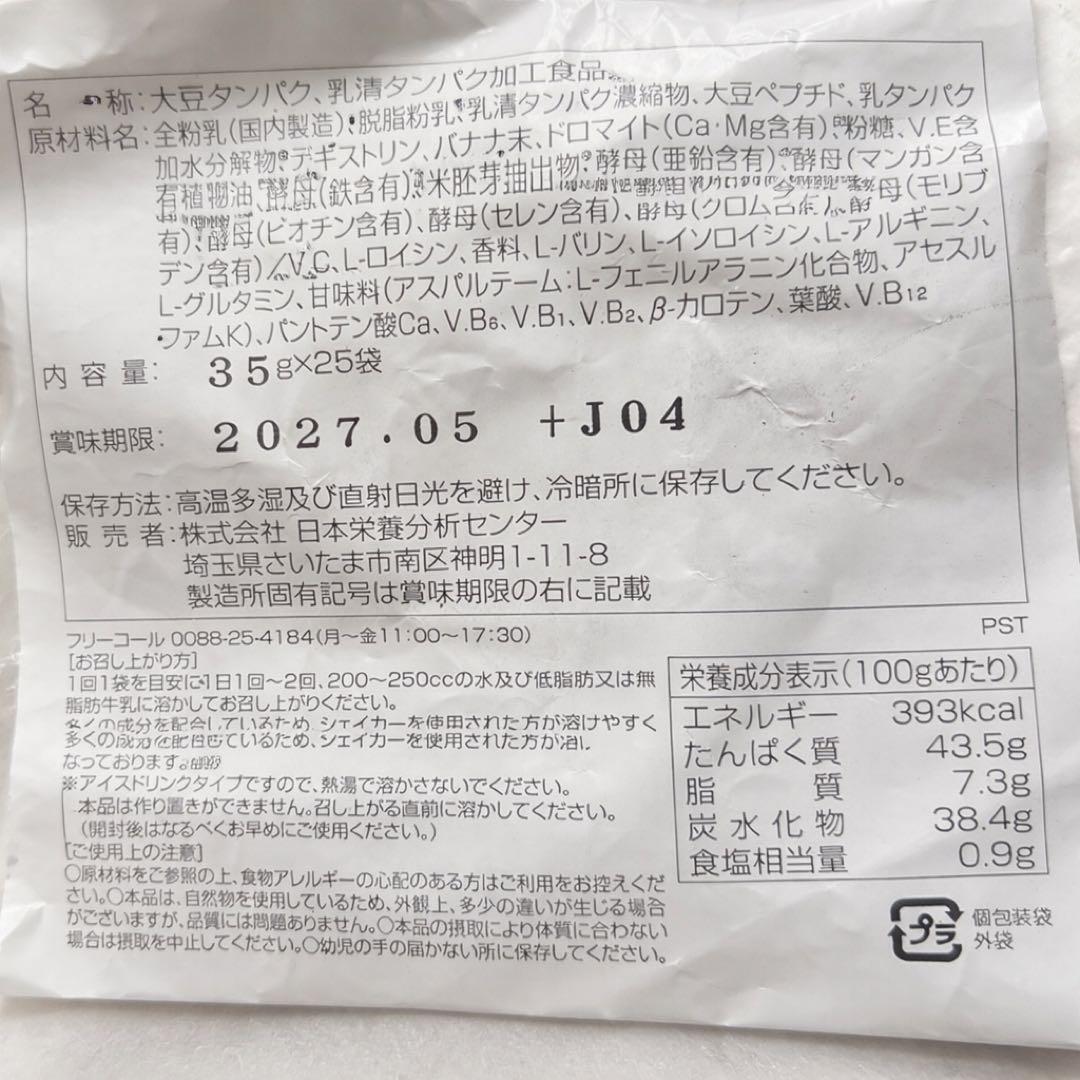 名 称:大豆タンパク、乳清タンパク加工食品
原材料名:全粉乳(国内製造)、脱脂粉乳、乳清タンパク濃縮物、大豆ペプチド、乳タンパク
加水分解物、デキストリン、バナナ末、ドロマイト(Ca・Mg含有)、粉糖、V.E含
有植物油、酵母(鉄含有)、米胚芽抽出物、酵母(亜鉛含有)、酵母(マンガン含
有)、酵母(ビオチン含有)、酵母(セレン含有)、酵母(クロム含有)、酵母(モリブ
デン含有)/V.C、L-ロイシン、香料、L-バリン、L-イソロイシン、L-アルギニン、
L-グルタミン、甘味料(アスパルテーム:L-フェニルアラニン化合物、アセスル
ファムK)、パントテン酸Ca、V.B6、V.B1、V.B2、β-カロテン、葉酸、V.B12
内容量: 35g×25袋
賞味期限: 2027.05 +J04
保存方法:高温多湿及び直射日光を避け、冷暗所に保存してください。
販売者:株式会社 日本栄養分析センター
埼玉県さいたま市南区神明1-11-8
製造所固有記号は賞味期限の右に記載
PST
フリーコール 0088-25-4184(月～金11:00～17:30)
[お召し上がり方]
1回1袋を目安に1日1回～2回、200～250ccの水及び低脂肪又は無
脂肪牛乳に溶かしてお召し上がりください。
多くの成分を配合しているため、シェイカーを使用された方が溶けやすく
多くの成分を配合しているため、シェイカーを使用された方が溶し
なっております。
※アイスドリンクタイプですので、熱湯で溶かさないでください。
本品は作り置きができません。召し上がる直前に溶かしてください。
(開封後はなるべくお早めにご使用ください。)
[ご使用上の注意]
○原材料をご参照の上、食物アレルギーの心配のある方はご利用をお控えくだ
さい。○本品は、自然物を使用しているため、外観上、多少の違いが生じる場合
がございますが、品質には問題ありません。○本品の摂取により体質に合わない
場合は摂取を中止してください。○幼児の手の届かない所に保存してください。
栄養成分表示(100gあたり)
エネルギー 393kcal
たんぱく質 43.5g
脂質 7.3g
炭水化物 38.4g
食塩相当量 0.9g
プラ
個包装袋
外袋